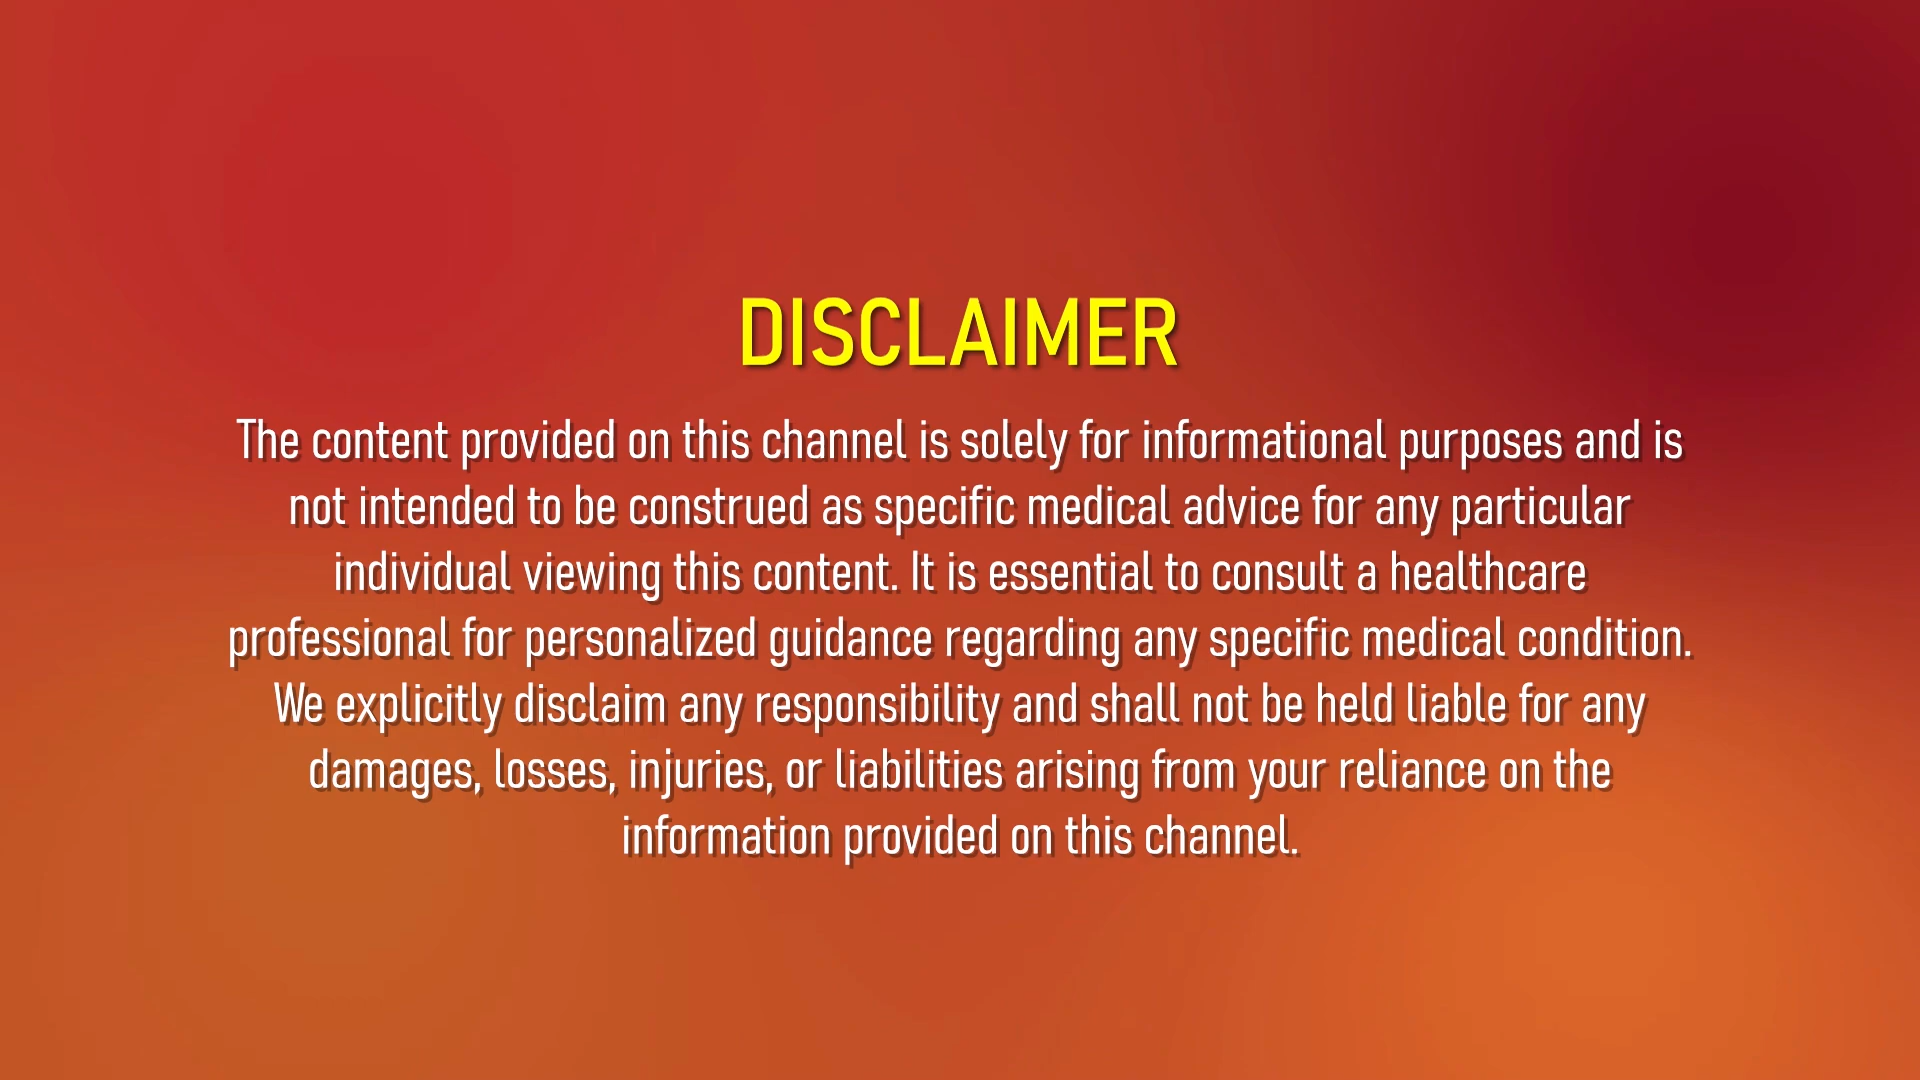 DISCLAIMER
The content provided on this channel is solely for informational purposes and is
not intended to be construed as specific medical advice for any particular
individual viewing this content. It is essential to consult a healthcare
professional for personalized guidance regarding any specific medical condition.
We explicitly disclaim any responsibility and shall not be held liable for any
damages, losses, injuries, or liabilities arising from your reliance on the
information provided on this channel.